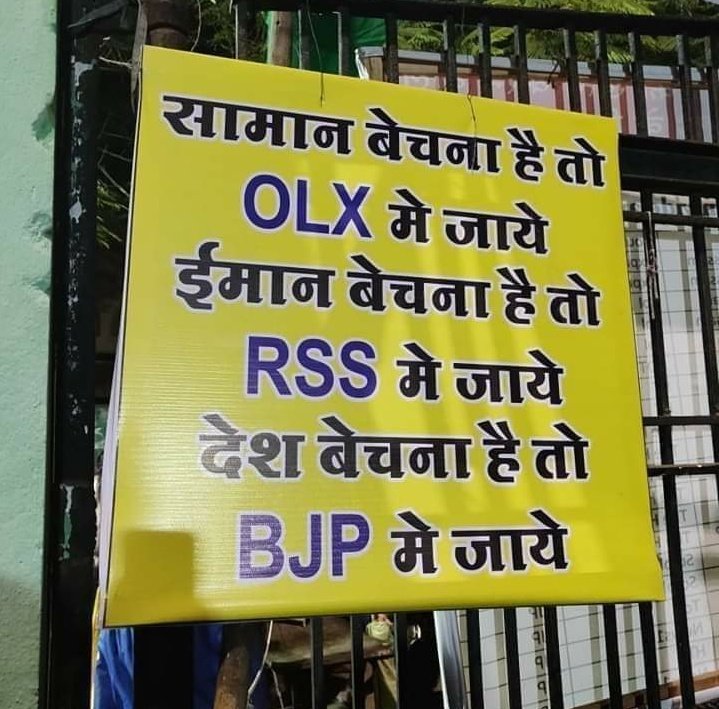 सामान बेचना है तो
OLX मे जाये
ईमान बेचना है तो
RSS मे जाये
देश बेचना है तो
BJP मे जाये